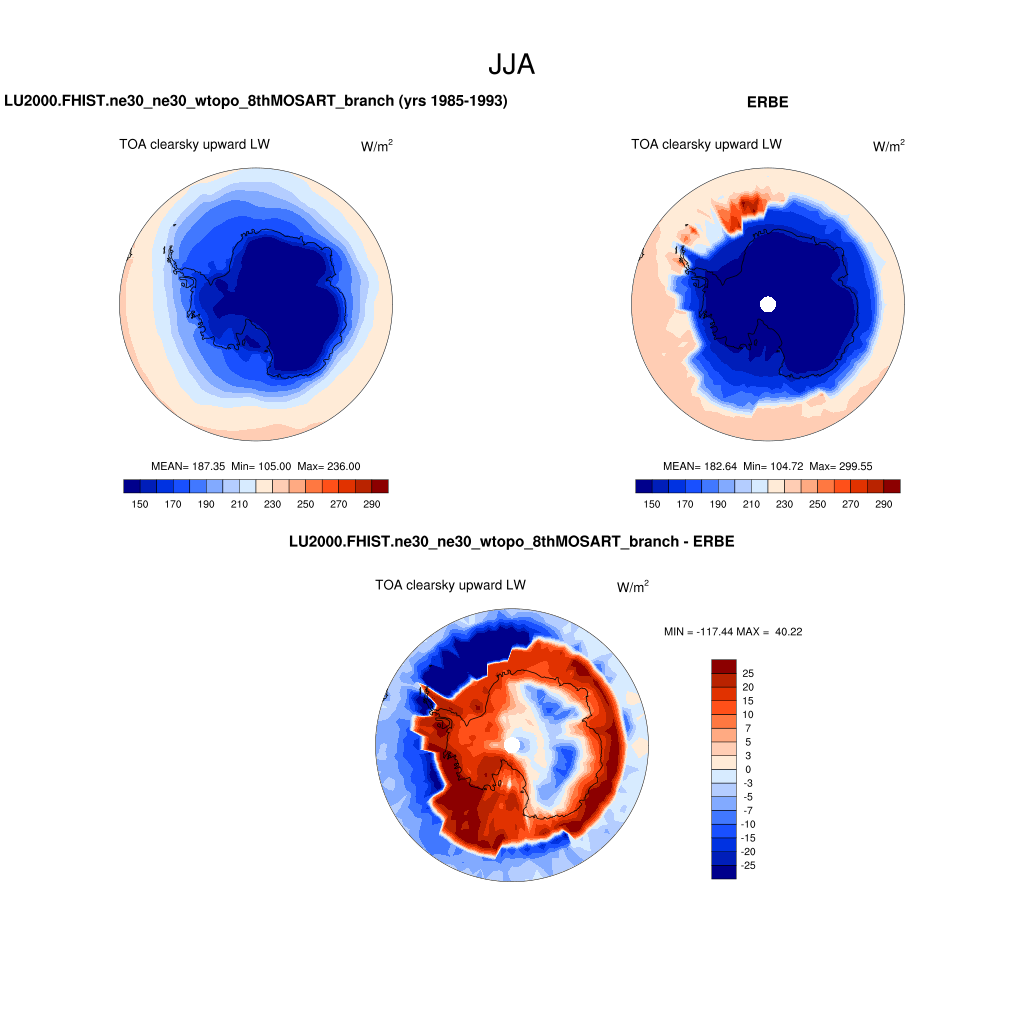 JJA
LU2000.FHIST.ne30_ne30_wtopo_8thMOSART_branch (yrs 1985-1993)
TOA clearsky upward LW W/m²
MEAN= 187.35 Min= 105.00 Max= 236.00
150 170 190 210 230 250 270 290
ERBE
TOA clearsky upward LW W/m²
MEAN= 182.64 Min= 104.72 Max= 299.55
150 170 190 210 230 250 270 290
LU2000.FHIST.ne30_ne30_wtopo_8thMOSART_branch - ERBE
TOA clearsky upward LW W/m²
MIN = -117.44 MAX = 40.22
25
20
15
10
7
5
3
0
-3
-5
-7
-10
-15
-20
-25